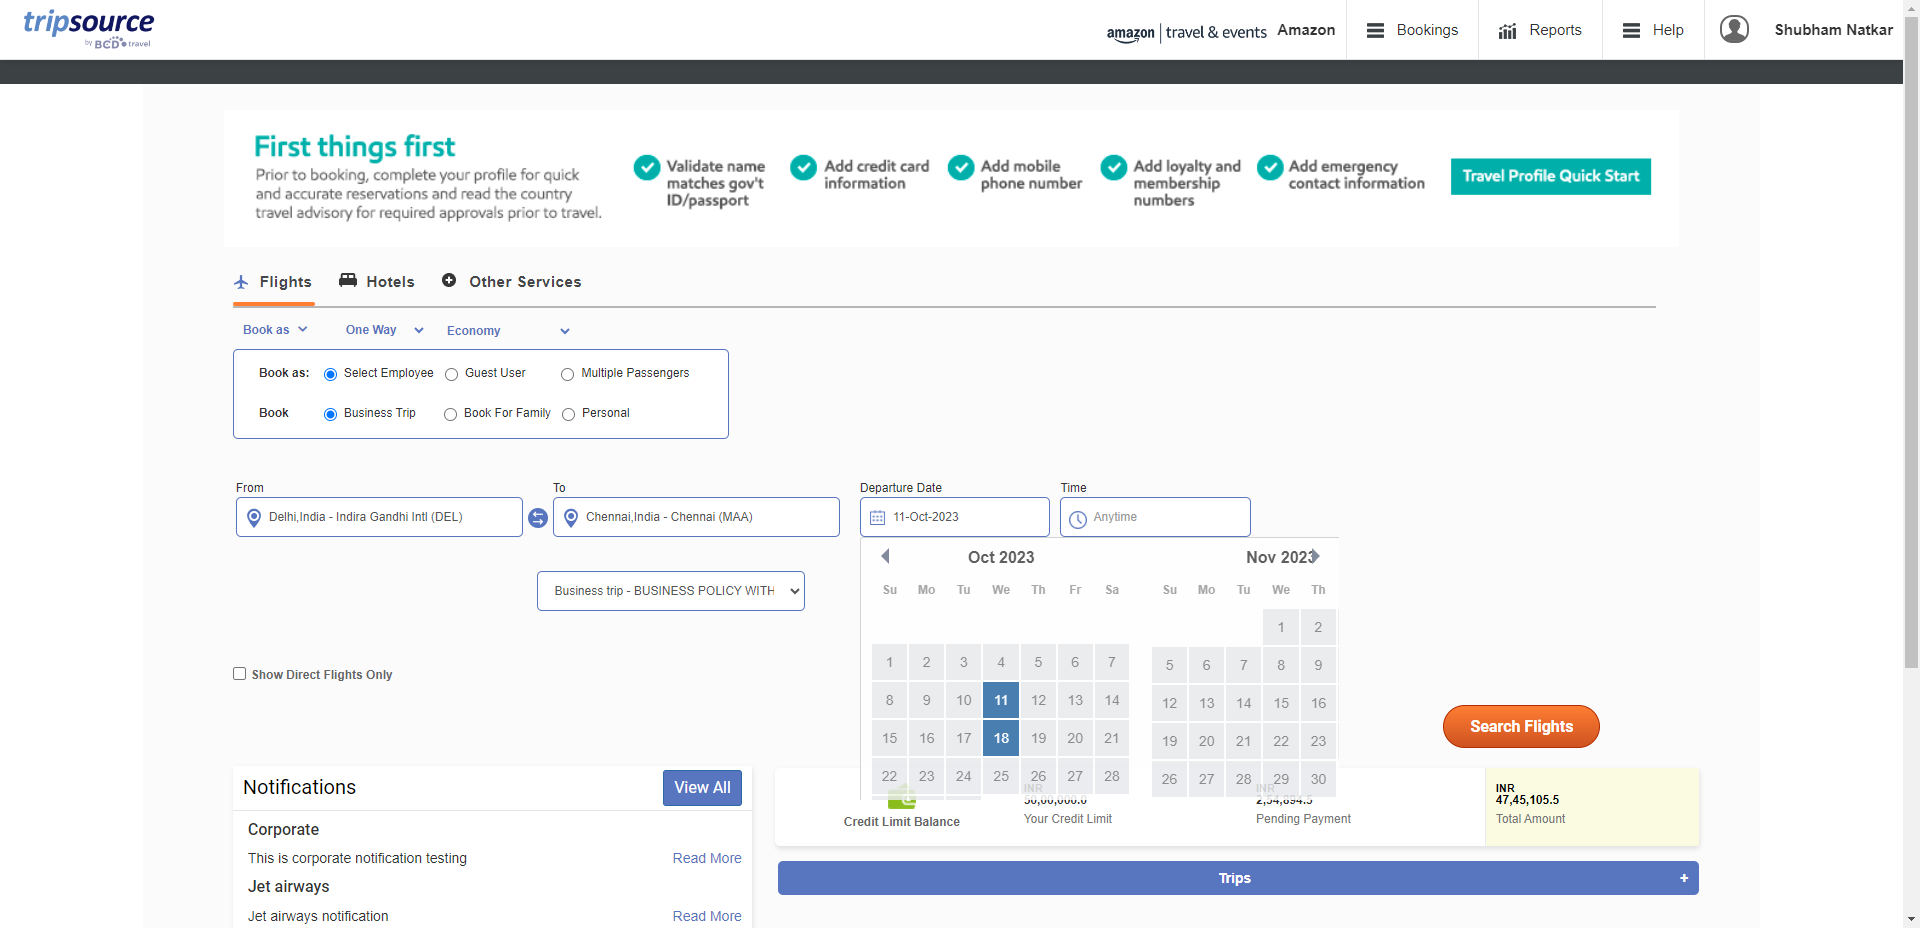 tripsource
by BCD travel
amazon | travel & events Amazon
Bookings
Reports
Help
Shubham Natkar
First things first
Prior to booking, complete your profile for quick
and accurate reservations and read the country
travel advisory for required approvals prior to travel.
Validate name
matches gov't
ID/passport
Add credit card
information
Add mobile
phone number
Add loyalty and
membership
numbers
Add emergency
contact information
Travel Profile Quick Start
Flights
Hotels
Other Services
Book as
One Way
Economy
Book as: Select Employee Guest User Multiple Passengers
Book Business Trip Book For Family Personal
From
To
Departure Date
Time
Delhi,India - Indira Gandhi Intl (DEL)
Chennai,India - Chennai (MAA)
11-Oct-2023
Anytime
Oct 2023
Su Mo Tu We Th Fr Sa
1 2 3 4 5 6 7
8 9 10 11 12 13 14
15 16 17 18 19 20 21
22 23 24 25 26 27 28
Nov 2023
Su Mo Tu We Th
1 2
5 6 7 8 9
12 13 14 15 16
19 20 21 22 23
26 27 28 29 30
Business trip - BUSINESS POLICY WITH
Show Direct Flights Only
Search Flights
Notifications
View All
Corporate
This is corporate notification testing
Read More
Jet airways
Jet airways notification
Read More
Credit Limit Balance
INR
50,00,000.0
Your Credit Limit
INR
2,54,894.5
Pending Payment
INR
47,45,105.5
Total Amount
Trips
+